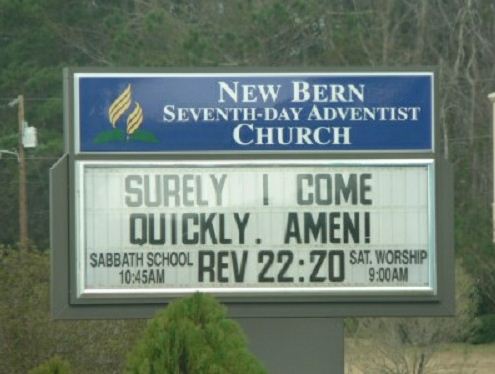 New Bern
Seventh-Day Adventist
Church
SURELY I COME
QUICKLY. AMEN!
SABBATH SCHOOL REV 22:20 SAT. WORSHIP
10:45AM 9:00AM